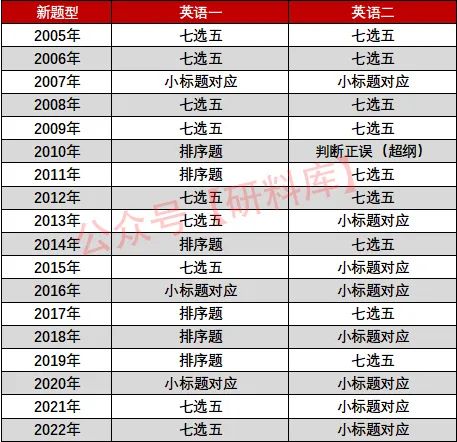 新题型 英语一 英语二
2005年 七选五 七选五
2006年 七选五 七选五
2007年 小标题对应 小标题对应
2008年 七选五 七选五
2009年 七选五 七选五
2010年 排序题 判断正误（超纲）
2011年 排序题 七选五
2012年 七选五 七选五
2013年 七选五 小标题对应
2014年 排序题 七选五
2015年 七选五 小标题对应
2016年 小标题对应 小标题对应
2017年 排序题 七选五
2018年 排序题 小标题对应
2019年 排序题 七选五
2020年 小标题对应 小标题对应
2021年 七选五 小标题对应
2022年 七选五 小标题对应
公众号【研料库】